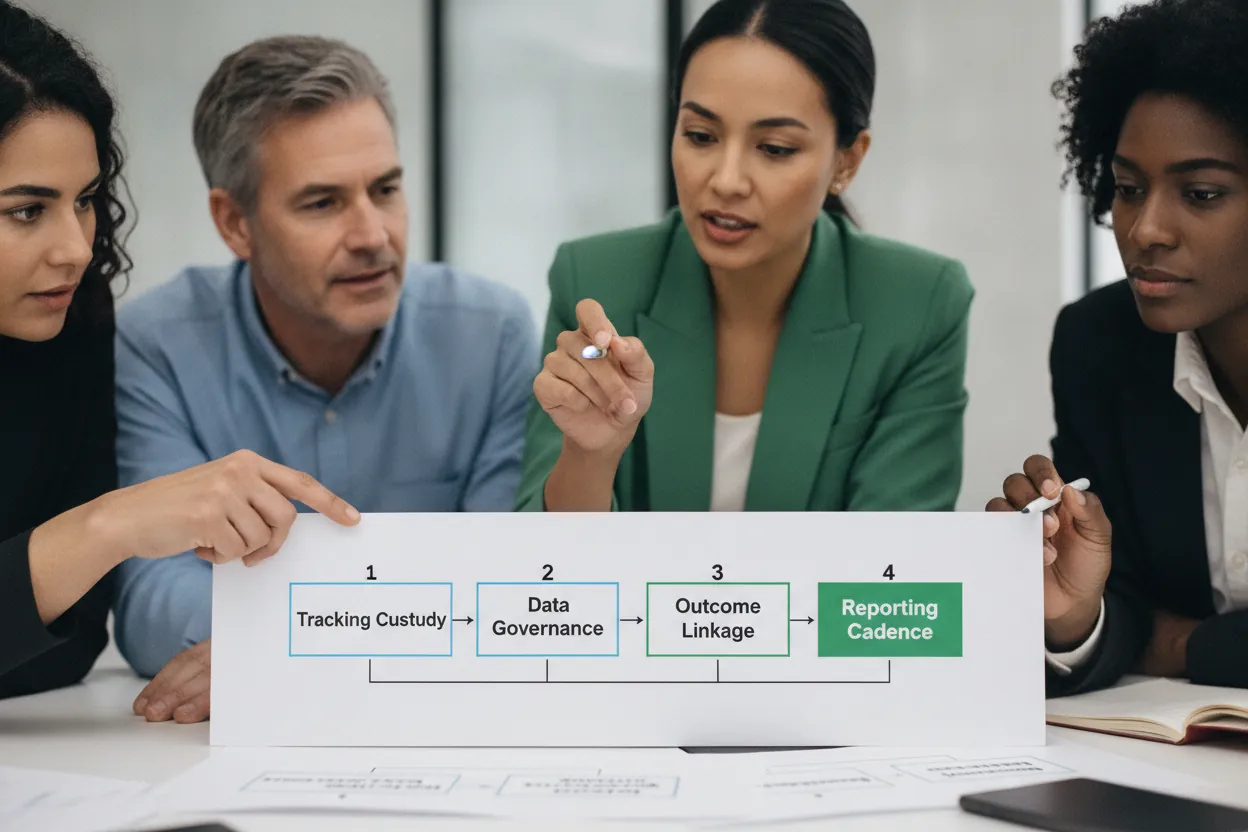 1
2
3
4
Tracking Custudy
Data
Governance
Outcome
Linkage
Reporting
Cadence